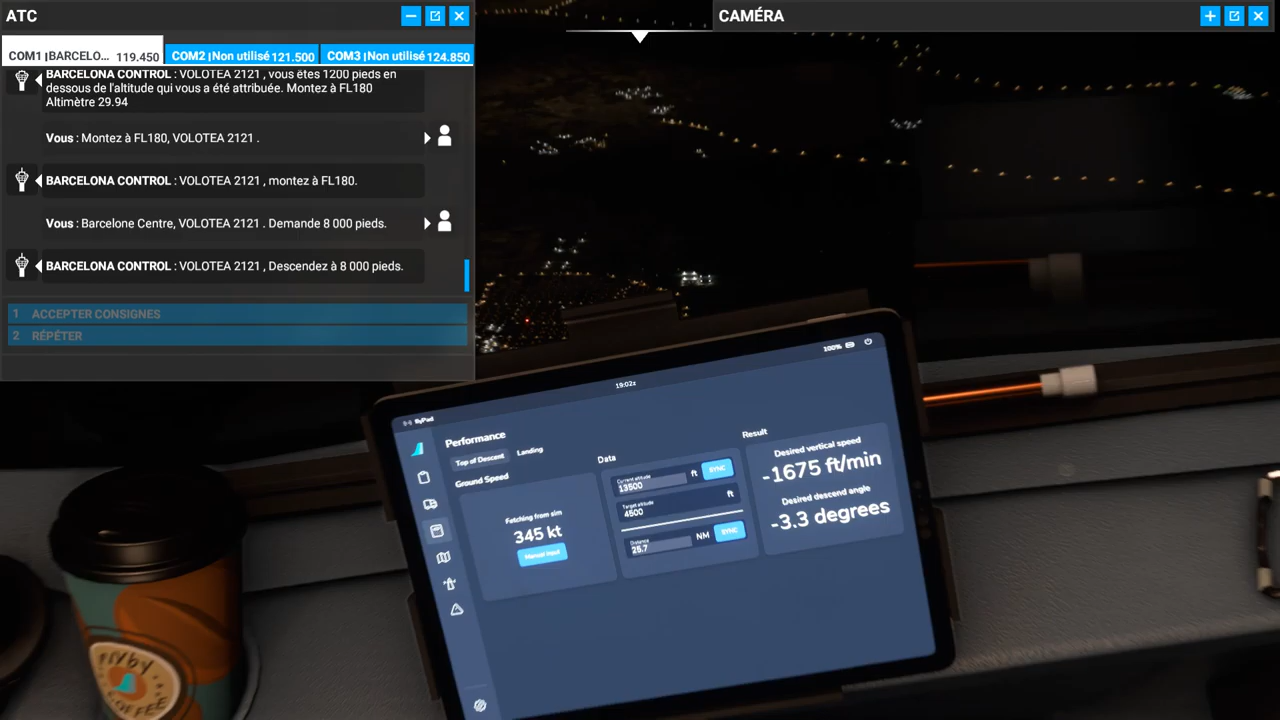 ATC
CAMÉRA
COM1 |BARCELO... 119.450
COM2 |Non utilisé 121.500
COM3 |Non utilisé 124.850
BARCELONA CONTROL : VOLOTEA 2121 , vous êtes 1200 pieds en
dessous de l'altitude qui vous a été attribuée. Montez à FL180
Altimètre 29.94
Vous : Montez à FL180, VOLOTEA 2121 .
BARCELONA CONTROL : VOLOTEA 2121 , montez à FL180.
Vous : Barcelone Centre, VOLOTEA 2121 . Demande 8 000 pieds.
BARCELONA CONTROL : VOLOTEA 2121 , Descendez à 8 000 pieds.
1 ACCEPTER CONSIGNES
2 RÉPÉTER
flyPad
19:02z
100%
Performance
Top of Descent
Landing
Ground Speed
Fetching from sim
345 kt
Manual Input
Data
Current altitude
13500
ft
SYNC
Target altitude
4500
ft
Distance
25.7
NM
SYNC
Result
Desired vertical speed
-1675 ft/min
Desired descend angle
-3.3 degrees
FLYBY
COFFEE